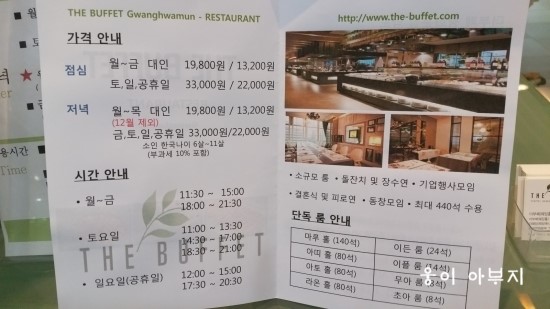 THE BUFFET Gwanghwamun - RESTAURANT
가격 안내
점심 월~금 대인 19,800원 / 13,200원
토,일,공휴일 33,000원 / 22,000원
저녁 월~목 대인 19,800원 / 13,200원
(12월 제외)
금,토,일,공휴일 33,000원/22,000원
소인 한국나이 6살~11살
(부과세 10% 포함)
시간 안내
• 월~금 11:30 ~ 15:00
18:00 ~ 21:30
• 토요일 11:00 ~ 13:30
14:30 ~ 17:00
18:30 ~ 21:00
THE BUFFET
• 일요일(공휴일) 12:00 ~ 15:00
17:30 ~ 20:30
http://www.the-buffet.com
• 소규모 룸 • 돌잔치 및 장수연 • 기업행사모임
• 결혼식 및 피로연 • 동창모임 • 최대 440석 수용
단독 룸 안내
마루 홀 (140석) 이든 룸 (24석)
아띠 홀 (80석) 이플 룸 (14석)
아토 홀 (80석) 우아 룸 (8석)
라온 홀 (80석) 초아 룸 (8석)
THE
웅이 아부지